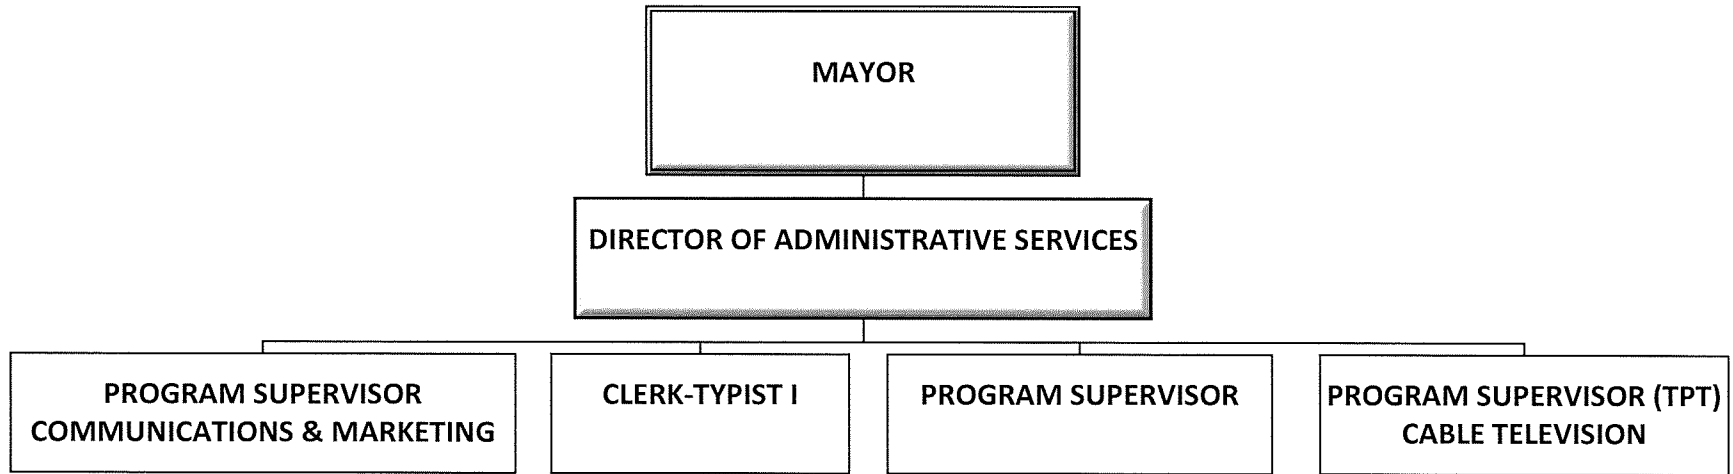 MAYOR
DIRECTOR OF ADMINISTRATIVE SERVICES
PROGRAM SUPERVISOR
COMMUNICATIONS & MARKETING
CLERK-TYPIST I
PROGRAM SUPERVISOR
PROGRAM SUPERVISOR (TPT)
CABLE TELEVISION